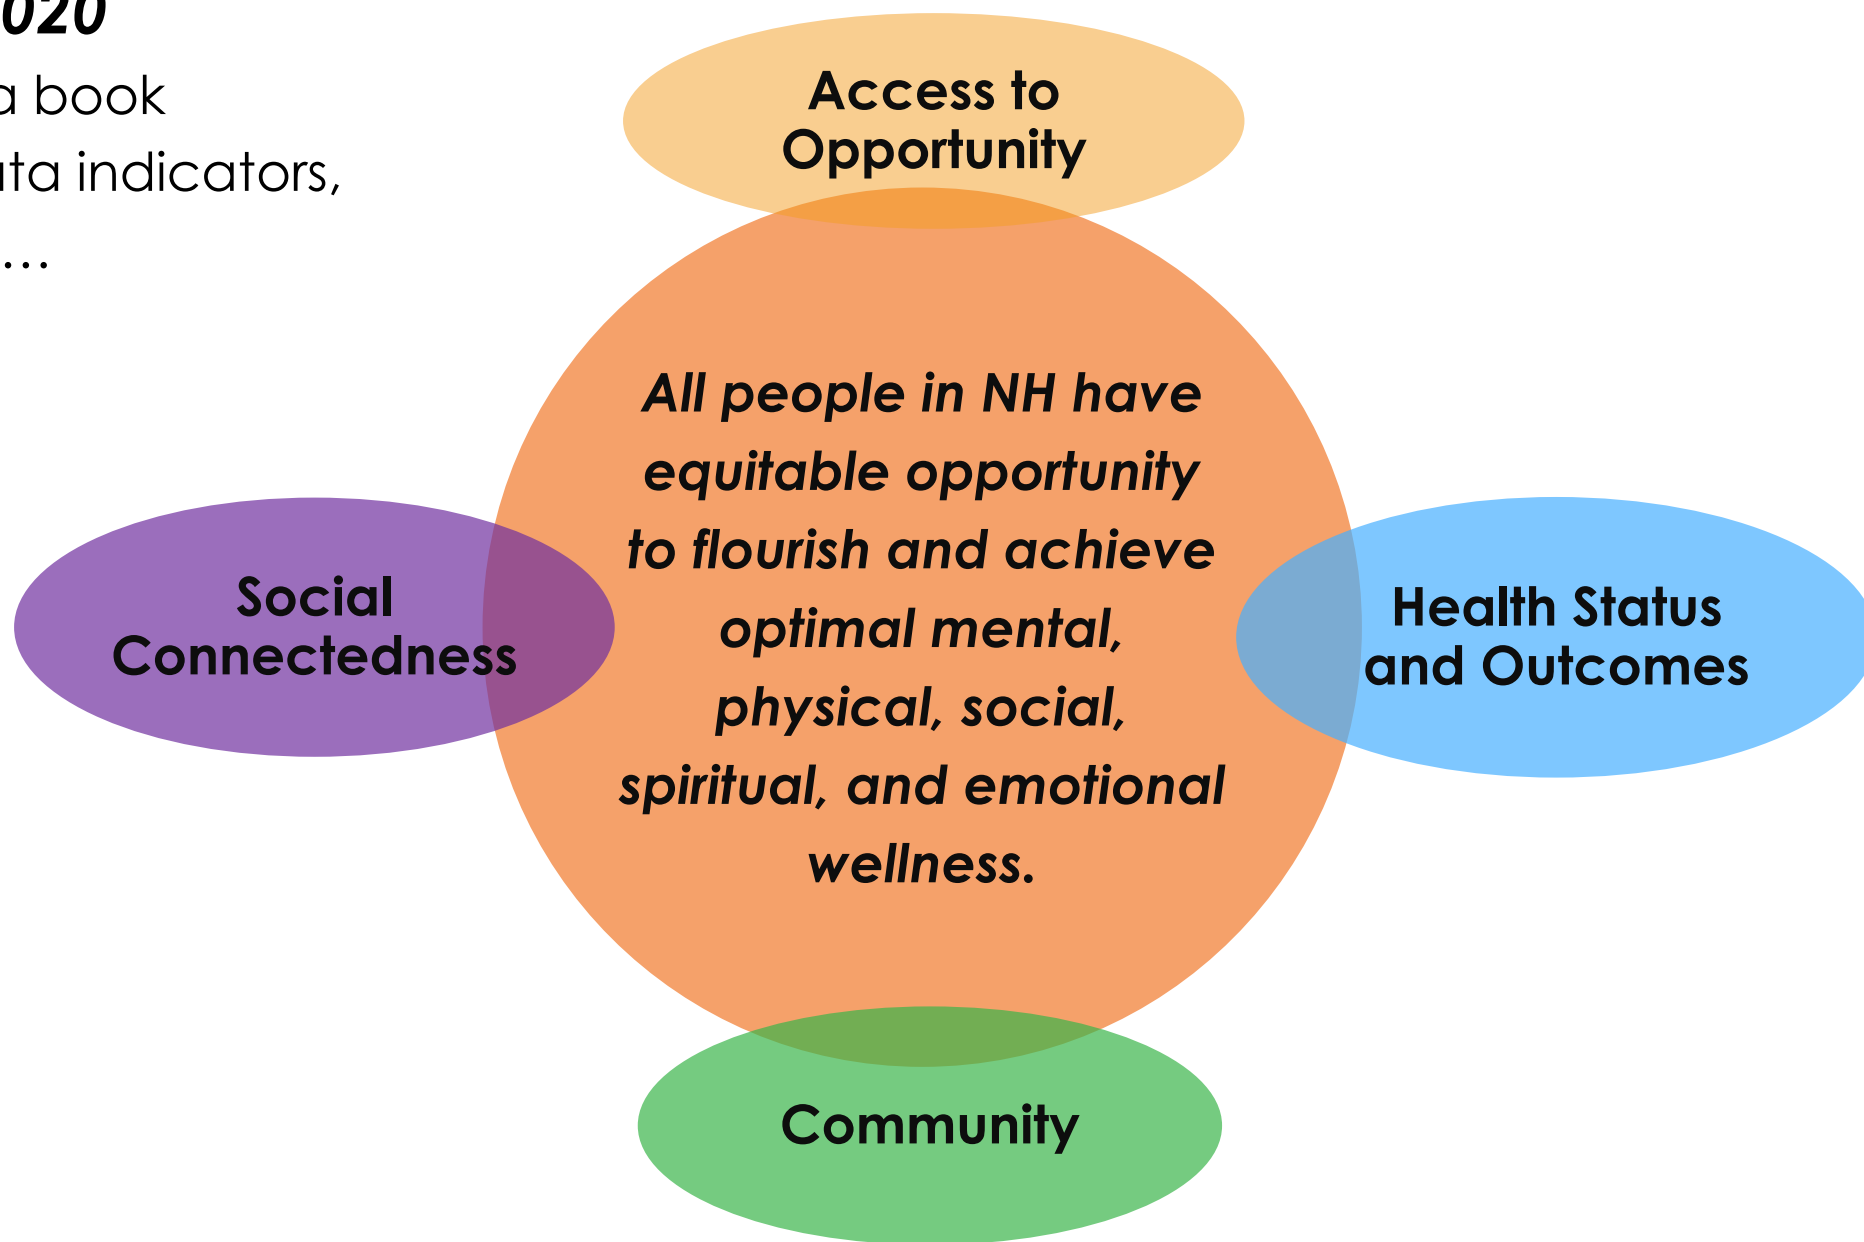 020
a book
ata indicators,
…
Access to
Opportunity
All people in NH have
equitable opportunity
to flourish and achieve
optimal mental,
physical, social,
spiritual, and emotional
wellness.
Social
Connectedness
Health Status
and Outcomes
Community